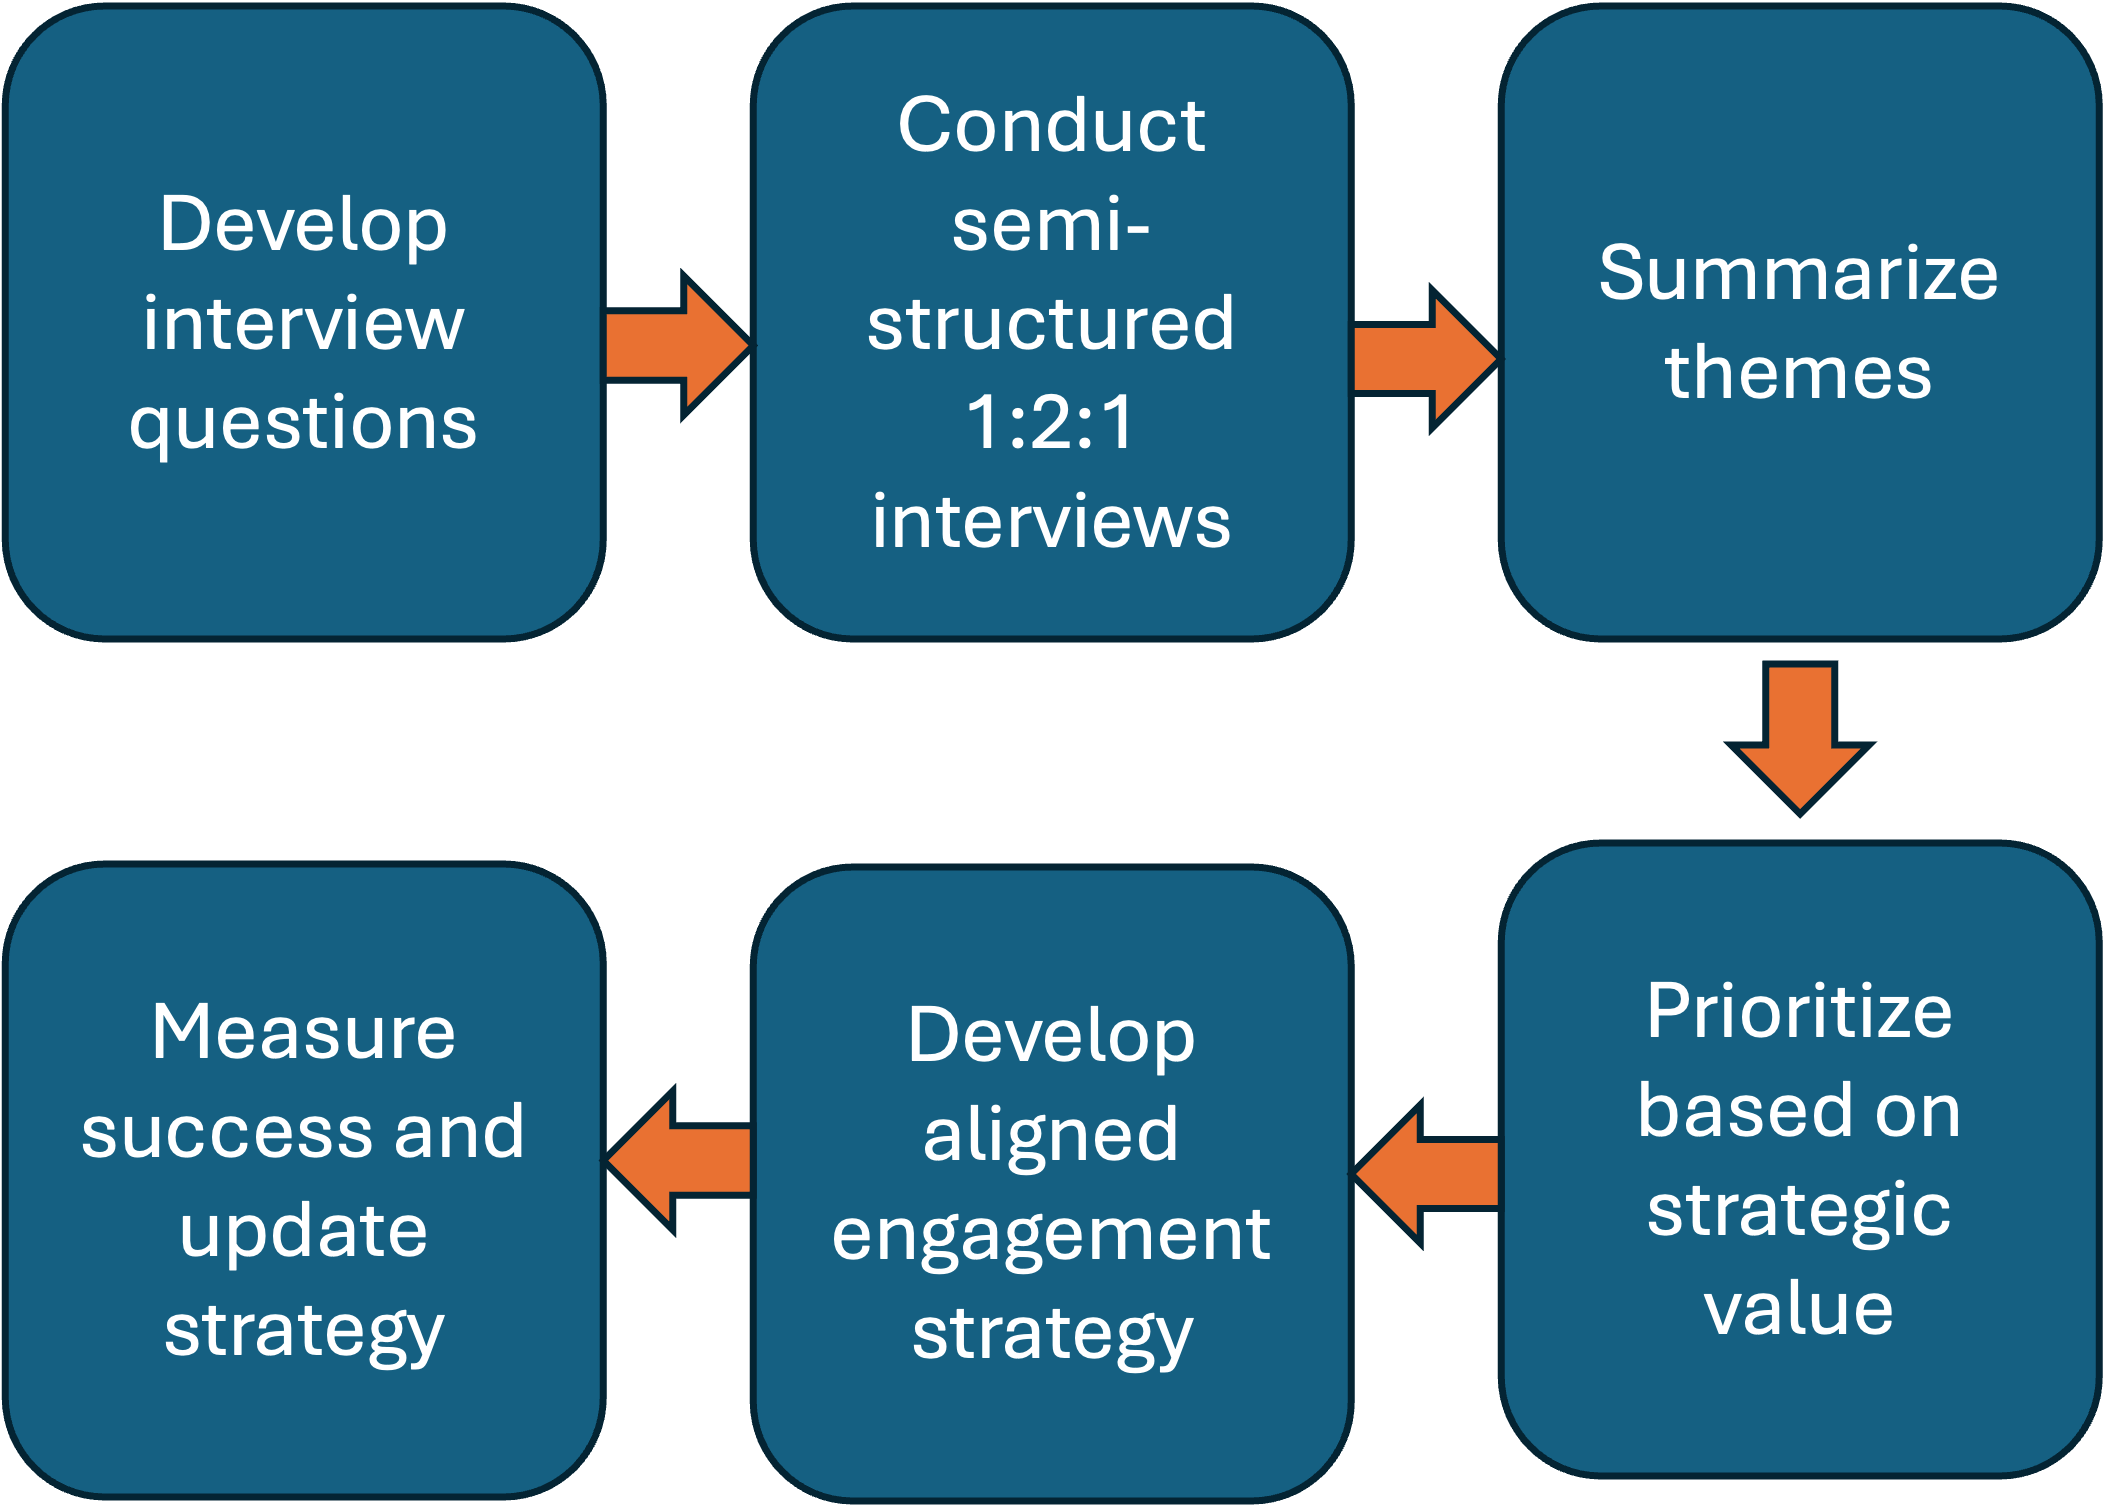 Develop
interview
questions
Conduct
semi-
structured
1:2:1
interviews
Summarize
themes
Prioritize
based on
strategic
value
Develop
aligned
engagement
strategy
Measure
success and
update
strategy